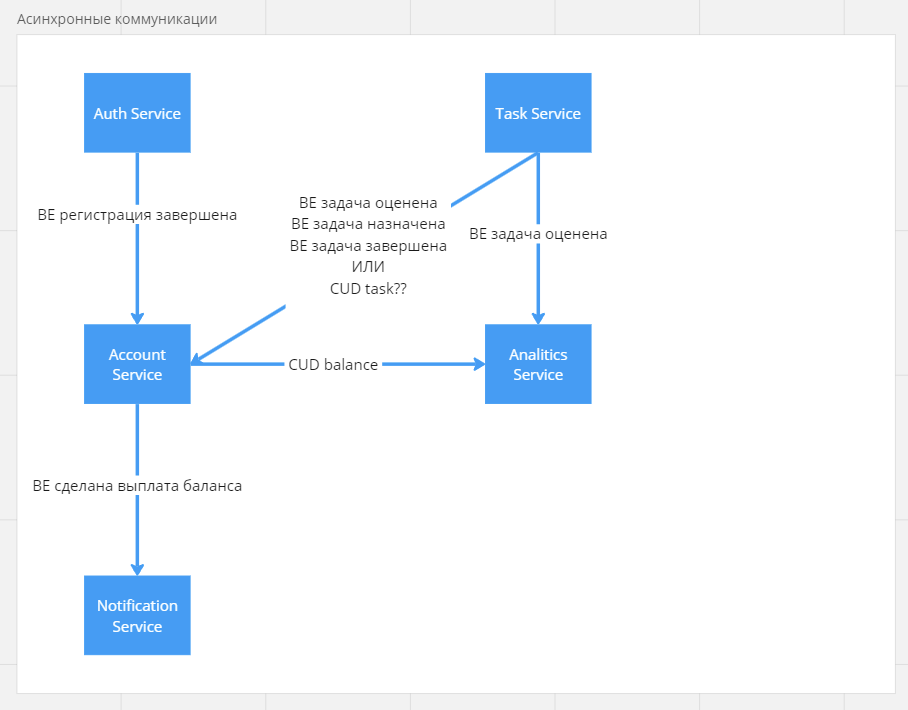 Асинхронные коммуникации
Auth Service
Task Service
BE регистрация завершена
BE задача оценена
BE задача назначена
BE задача завершена
ИЛИ
CUD task??
BE задача оценена
Account
Service
CUD balance
Analitics
Service
BE сделана выплата баланса
Notification
Service